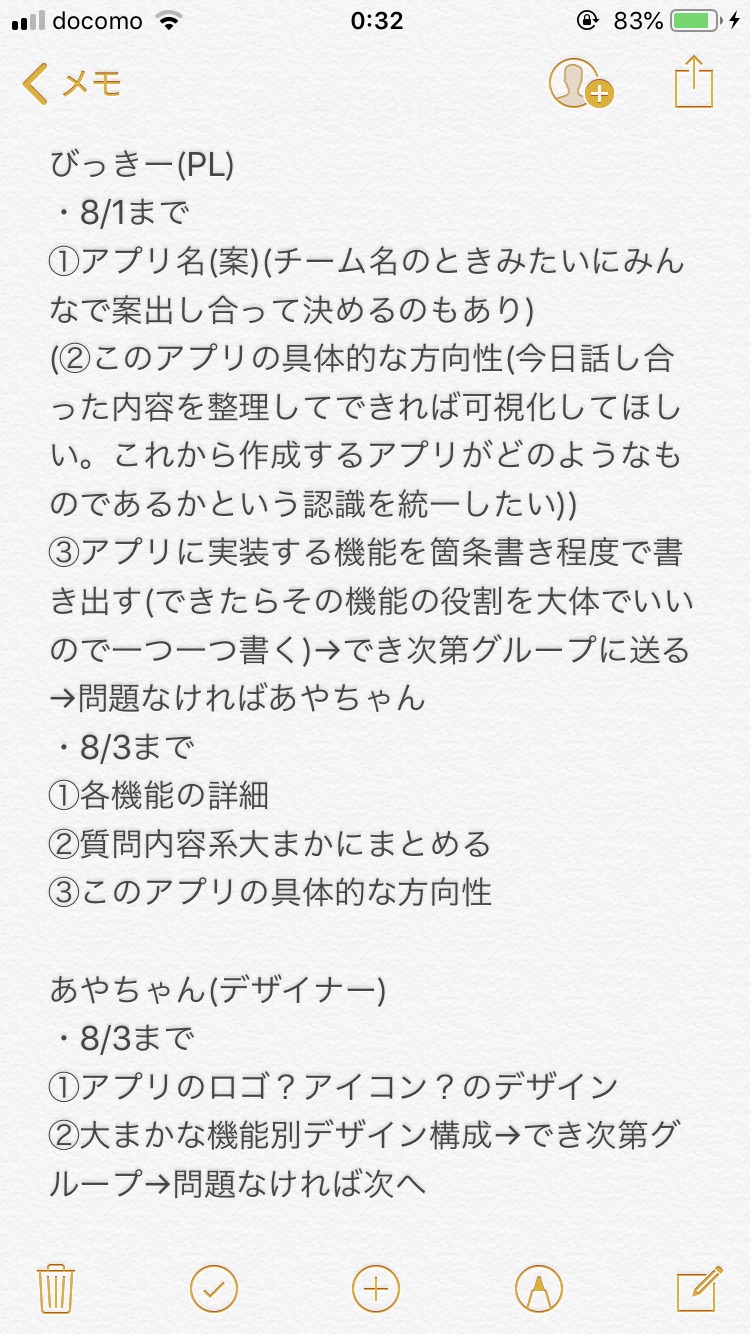 docomo 0:32 83%
メモ
びっきー(PL)
・8/1まで
①アプリ名(案)(チーム名のときみたいにみん
なで案出し合って決めるのもあり)
(②このアプリの具体的な方向性(今日話し合
った内容を整理してできれば可視化してほし
い。これから作成するアプリがどのようなも
のであるかという認識を統一したい))
③アプリに実装する機能を箇条書き程度で書
き出す(できたらその機能の役割を大体でいい
ので一つ一つ書く)→でき次第グループに送る
→問題なければあやちゃん
・8/3まで
①各機能の詳細
②質問内容系大まかにまとめる
③このアプリの具体的な方向性
あやちゃん(デザイナー)
・8/3まで
①アプリのロゴ？アイコン？のデザイン
②大まかな機能別デザイン構成→でき次第グ
ループ→問題なければ次へ